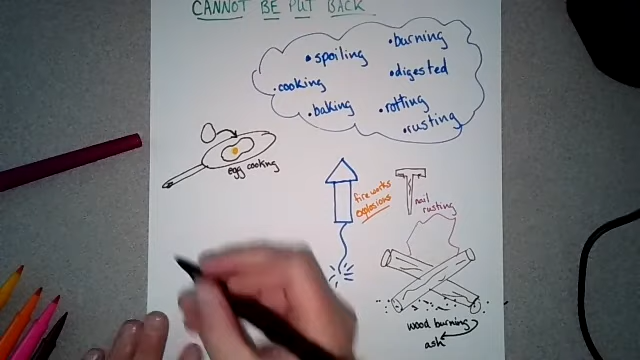 CANNOT BE PUT BACK
• spoiling
• burning
• cooking
• digested
• baking
• rotting
• rusting
egg cooking
fireworks
explosions
nail
rusting
wood burning
ash